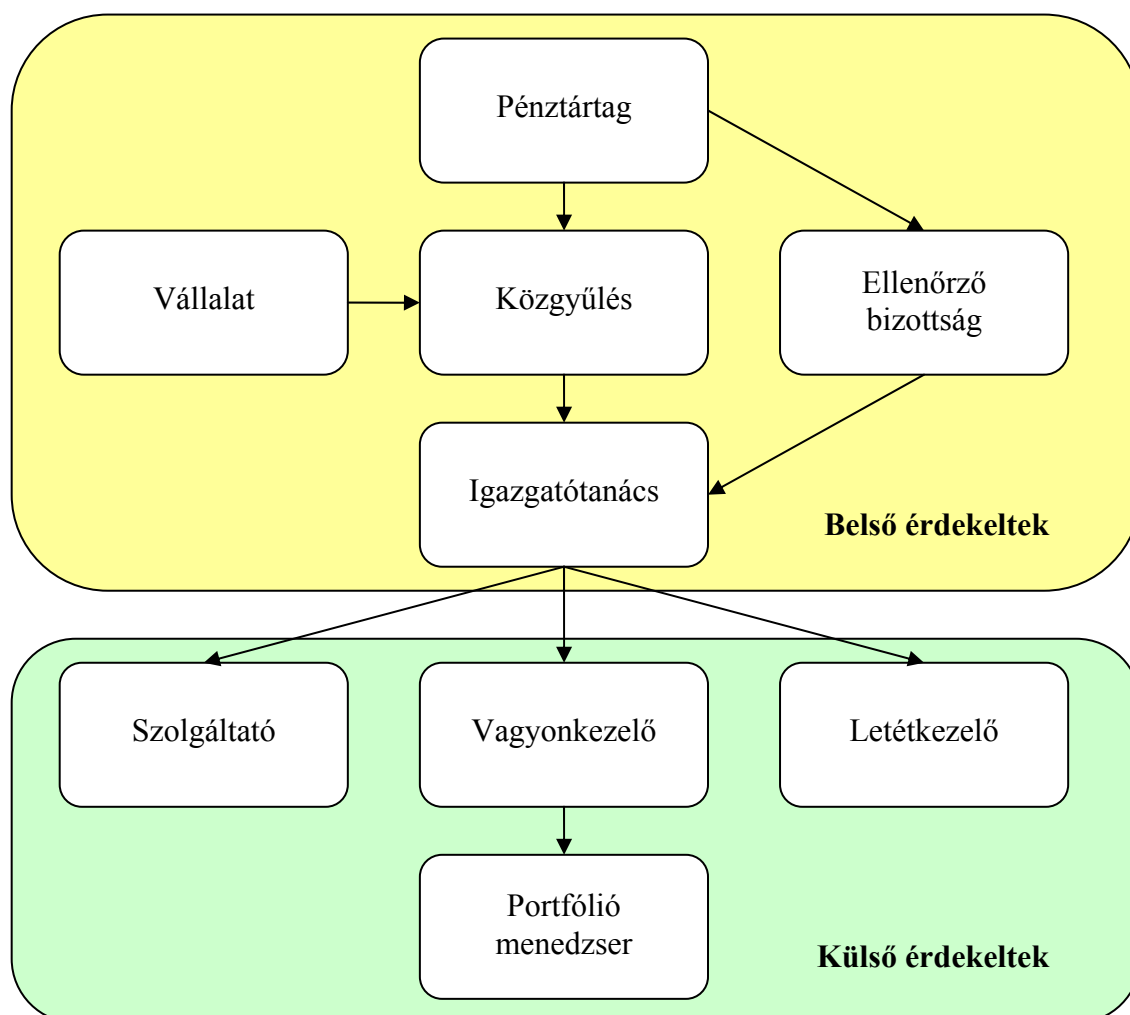 Pénztártag
Vállalat
Közgyűlés
Ellenőrző
bizottság
Igazgatótanács
Belső érdekeltek
Szolgáltató
Vagyonkezelő
Letétkezelő
Portfólió
menedzser
Külső érdekeltek